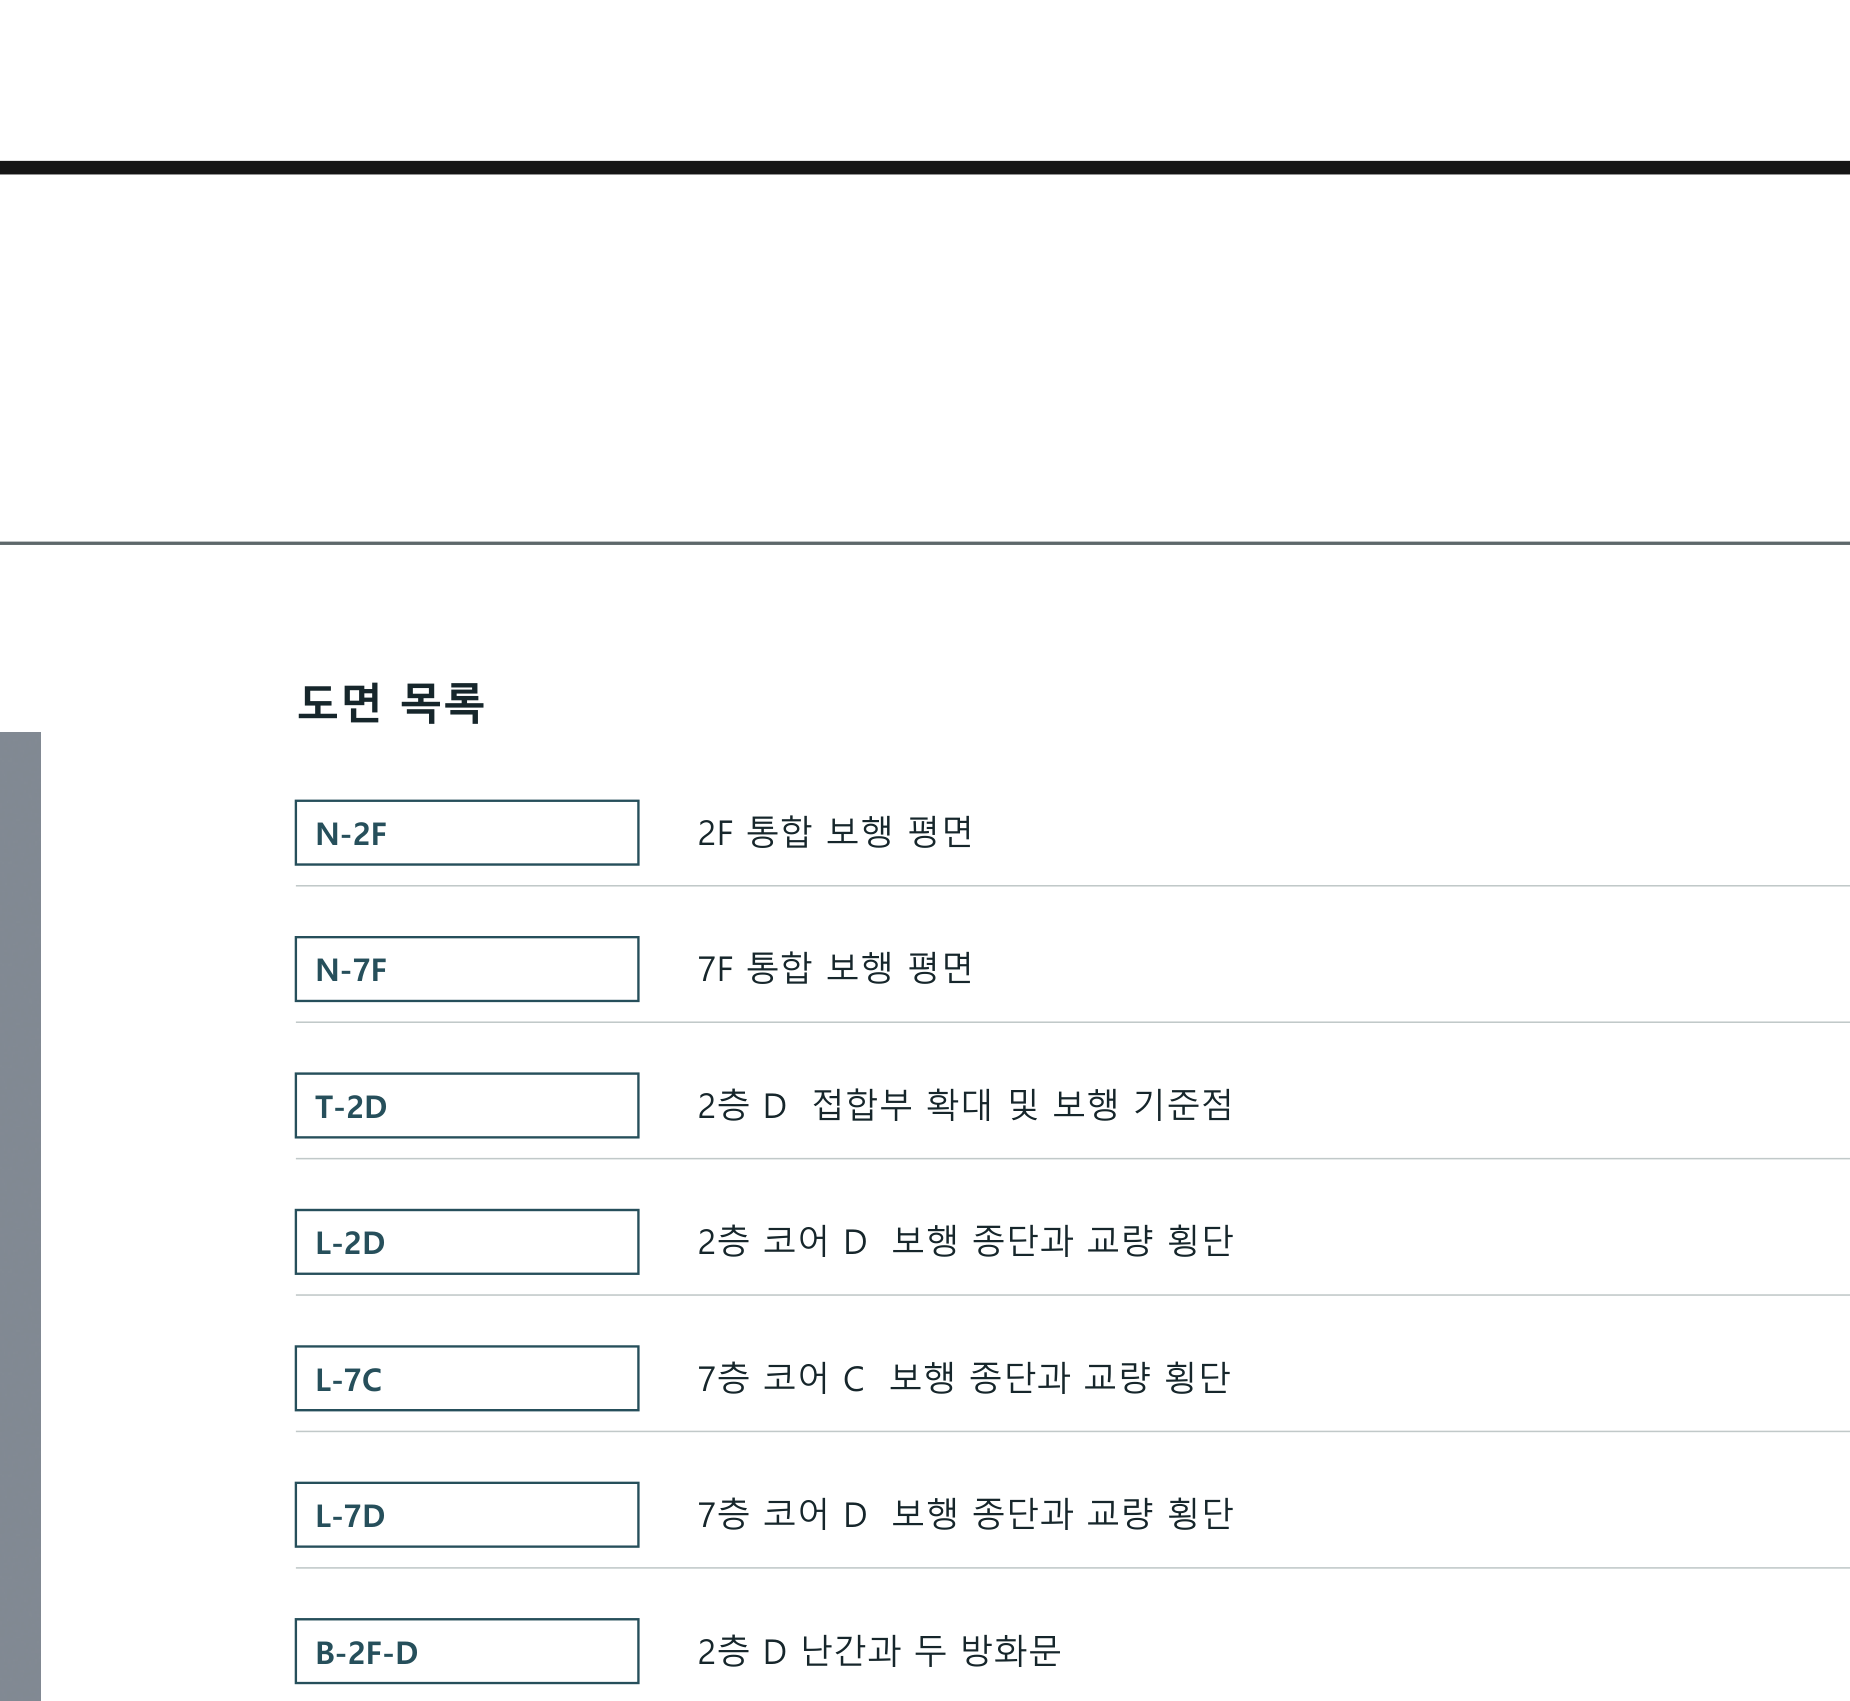 도면 목록
N-2F 2F 통합 보행 평면
N-7F 7F 통합 보행 평면
T-2D 2층 D 접합부 확대 및 보행 기준점
L-2D 2층 코어 D 보행 종단과 교량 횡단
L-7C 7층 코어 C 보행 종단과 교량 횡단
L-7D 7층 코어 D 보행 종단과 교량 횡단
B-2F-D 2층 D 난간과 두 방화문